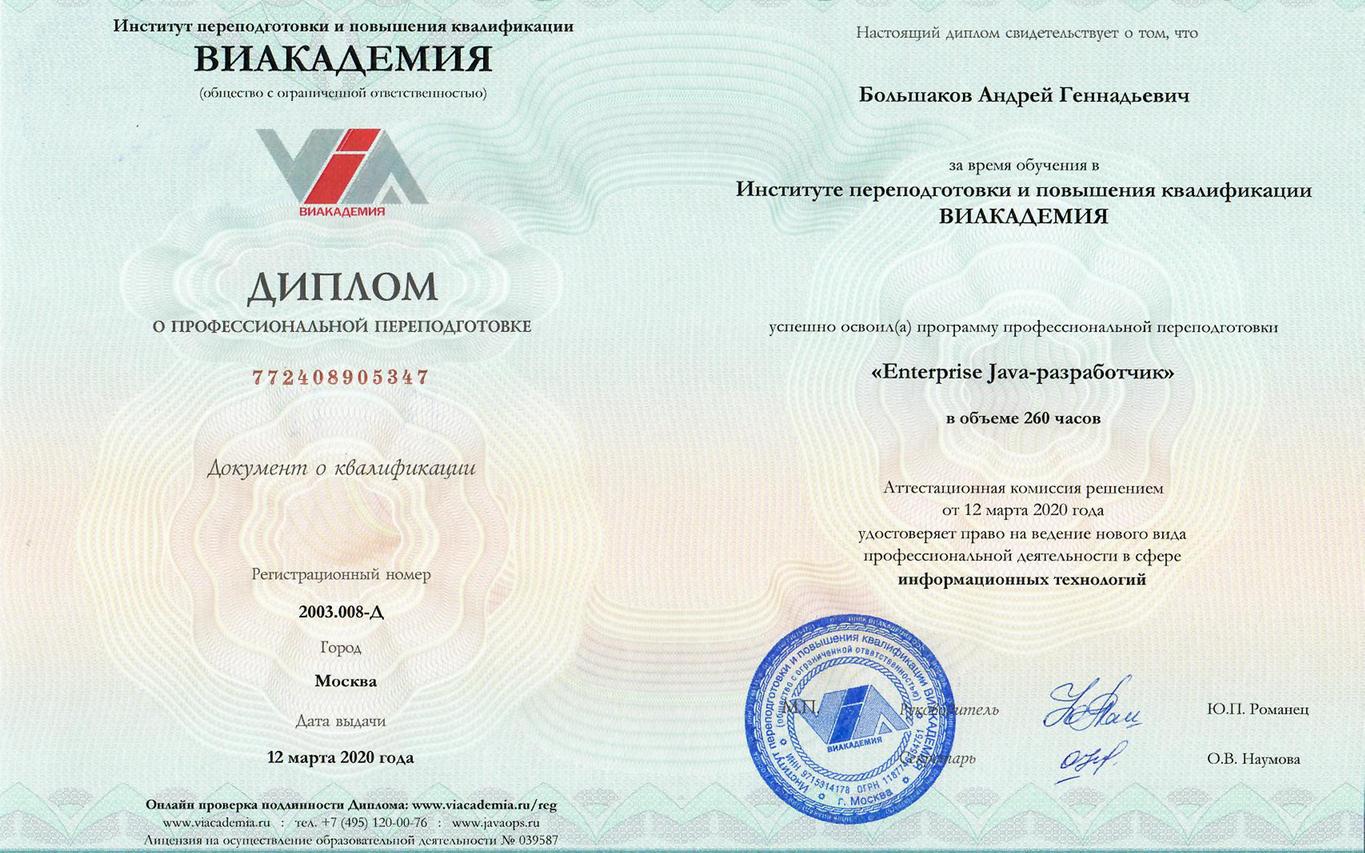 Институт переподготовки и повышения квалификации
ВИАКАДЕМИЯ
(общество с ограниченной ответственностью)
VIA
ВИАКАДЕМИЯ
ДИПЛОМ
О ПРОФЕССИОНАЛЬНОЙ ПЕРЕПОДГОТОВКЕ
772408905347
Документ о квалификации
Регистрационный номер
2003.008-Д
Город
Москва
Дата выдачи
12 марта 2020 года
Онлайн проверка подлинности Диплома: www.viacademia.ru/reg
www.viacademia.ru : тел. +7 (495) 120-00-76 : www.javaops.ru
Лицензия на осуществление образовательной деятельности № 039587
Настоящий диплом свидетельствует о том, что
Большаков Андрей Геннадьевич
за время обучения в
Институте переподготовки и повышения квалификации
ВИАКАДЕМИЯ
успешно освоил(а) программу профессиональной переподготовки
«Enterprise Java-разработчик»
в объеме 260 часов
Аттестационная комиссия решением
от 12 марта 2020 года
удостоверяет право на ведение нового вида
профессиональной деятельности в сфере
информационных технологий
М.П.
Руководитель
Ю.П. Романец
Секретарь
О.В. Наумова
Институт переподготовки и повышения квалификации ВИАКАДЕМИЯ
(общество с ограниченной ответственностью)
VIA
ВИАКАДЕМИЯ
ИНН 9715314178 ОГРН
г. Москва